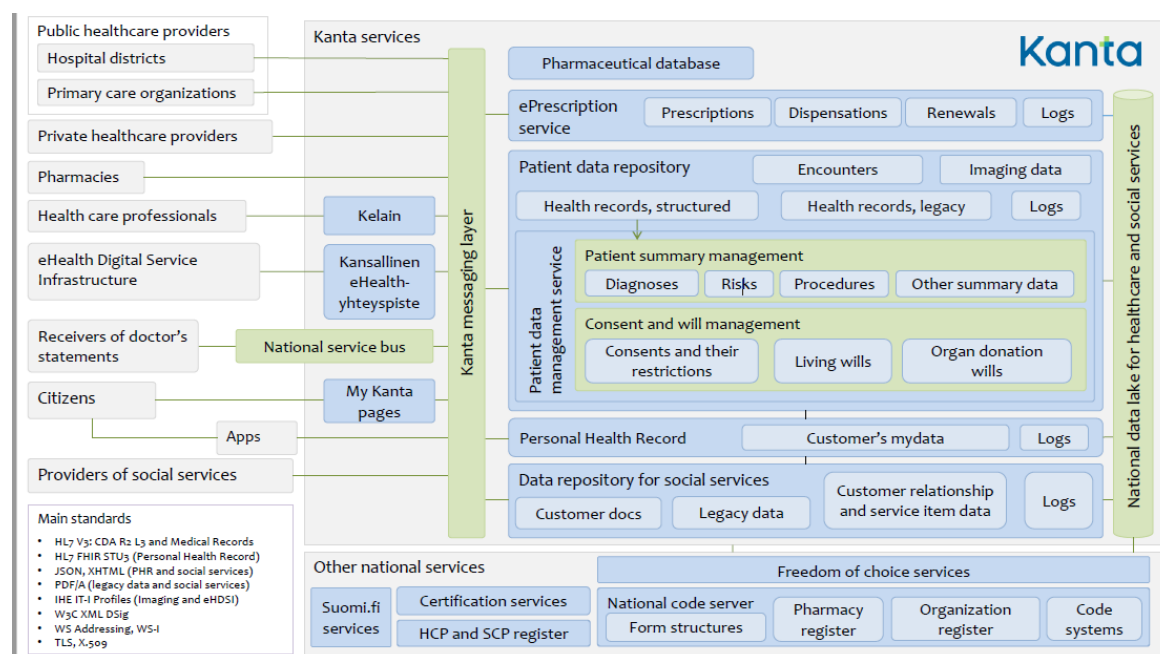 Public healthcare providers
Hospital districts
Primary care organizations
Private healthcare providers
Pharmacies
Health care professionals
eHealth Digital Service
Infrastructure
Receivers of doctor's
statements
Citizens
Apps
Providers of social services
Main standards
• HL7 V3: CDA R2 L3 and Medical Records
• HL7 FHIR STU3 (Personal Health Record)
• JSON, XHTML (PHR and social services)
• PDF/A (legacy data and social services)
• IHE IT-I Profiles (Imaging and eHDSI)
• W3C XML DSig
• WS Addressing, WS-I
• TLS, X.509
Kanta services
Kelain
Kansallinen
eHealth-
yhteyspiste
National service bus
My Kanta
pages
Kanta messaging layer
Kanta
Pharmaceutical database
ePrescription
service
Prescriptions
Dispensations
Renewals
Logs
Patient data repository
Encounters
Imaging data
Health records, structured
Health records, legacy
Logs
Patient data
management service
Patient summary management
Diagnoses
Risks
Procedures
Other summary data
Consent and will management
Consents and their
restrictions
Living wills
Organ donation
wills
Personal Health Record
Customer's mydata
Logs
Data repository for social services
Customer docs
Legacy data
Customer relationship
and service item data
Logs
National data lake for healthcare and social services
Other national services
Suomi.fi
services
Certification services
HCP and SCP register
Freedom of choice services
National code server
Form structures
Pharmacy
register
Organization
register
Code
systems